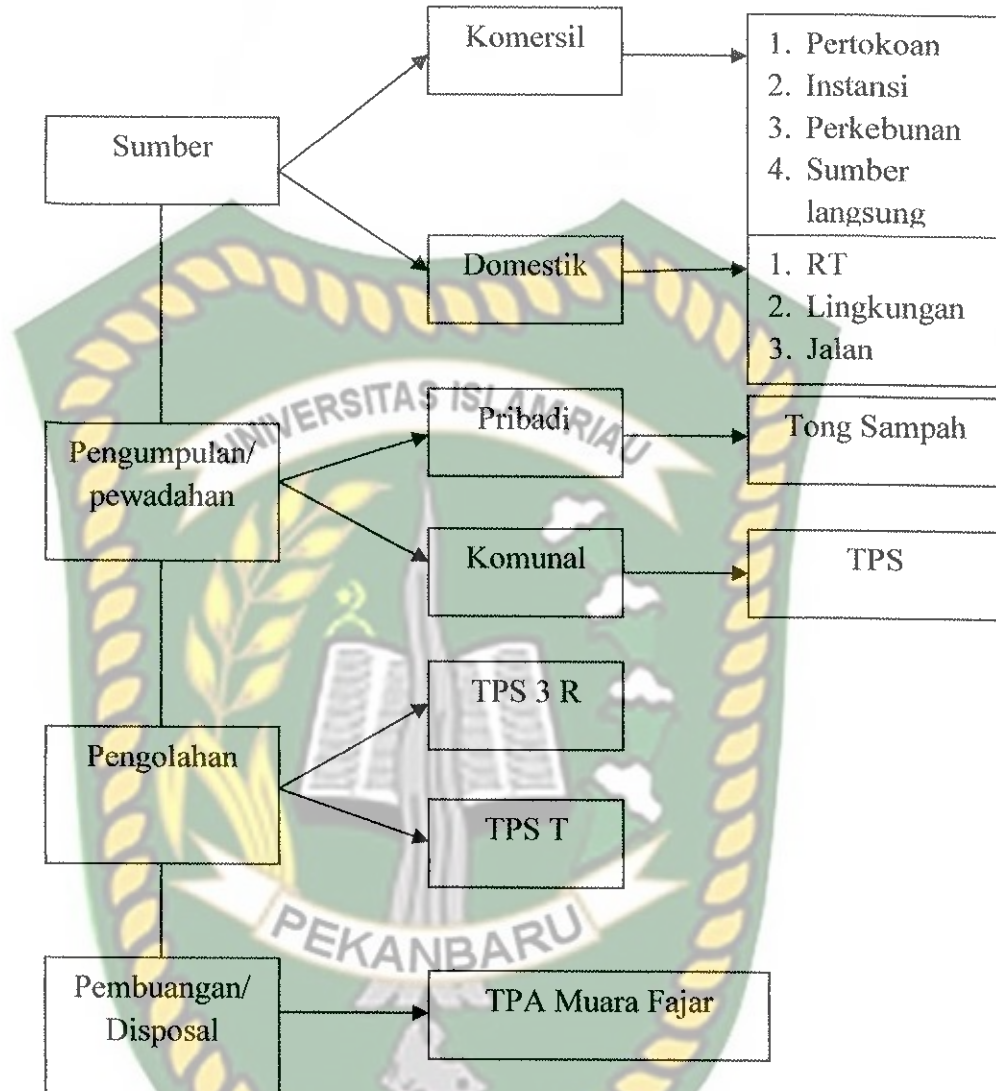 Komersil
1. Pertokoan
2. Instansi
3. Perkebunan
4. Sumber
langsung
Sumber
Domestik
1. RT
2. Lingkungan
3. Jalan
UNIVERSITAS ISLAM RIAU
Pengumpulan/
pewadahan
Pribadi
Tong Sampah
Komunal
TPS
Pengolahan
TPS 3 R
TPS T
PEKANBARU
Pembuangan/
Disposal
TPA Muara Fajar